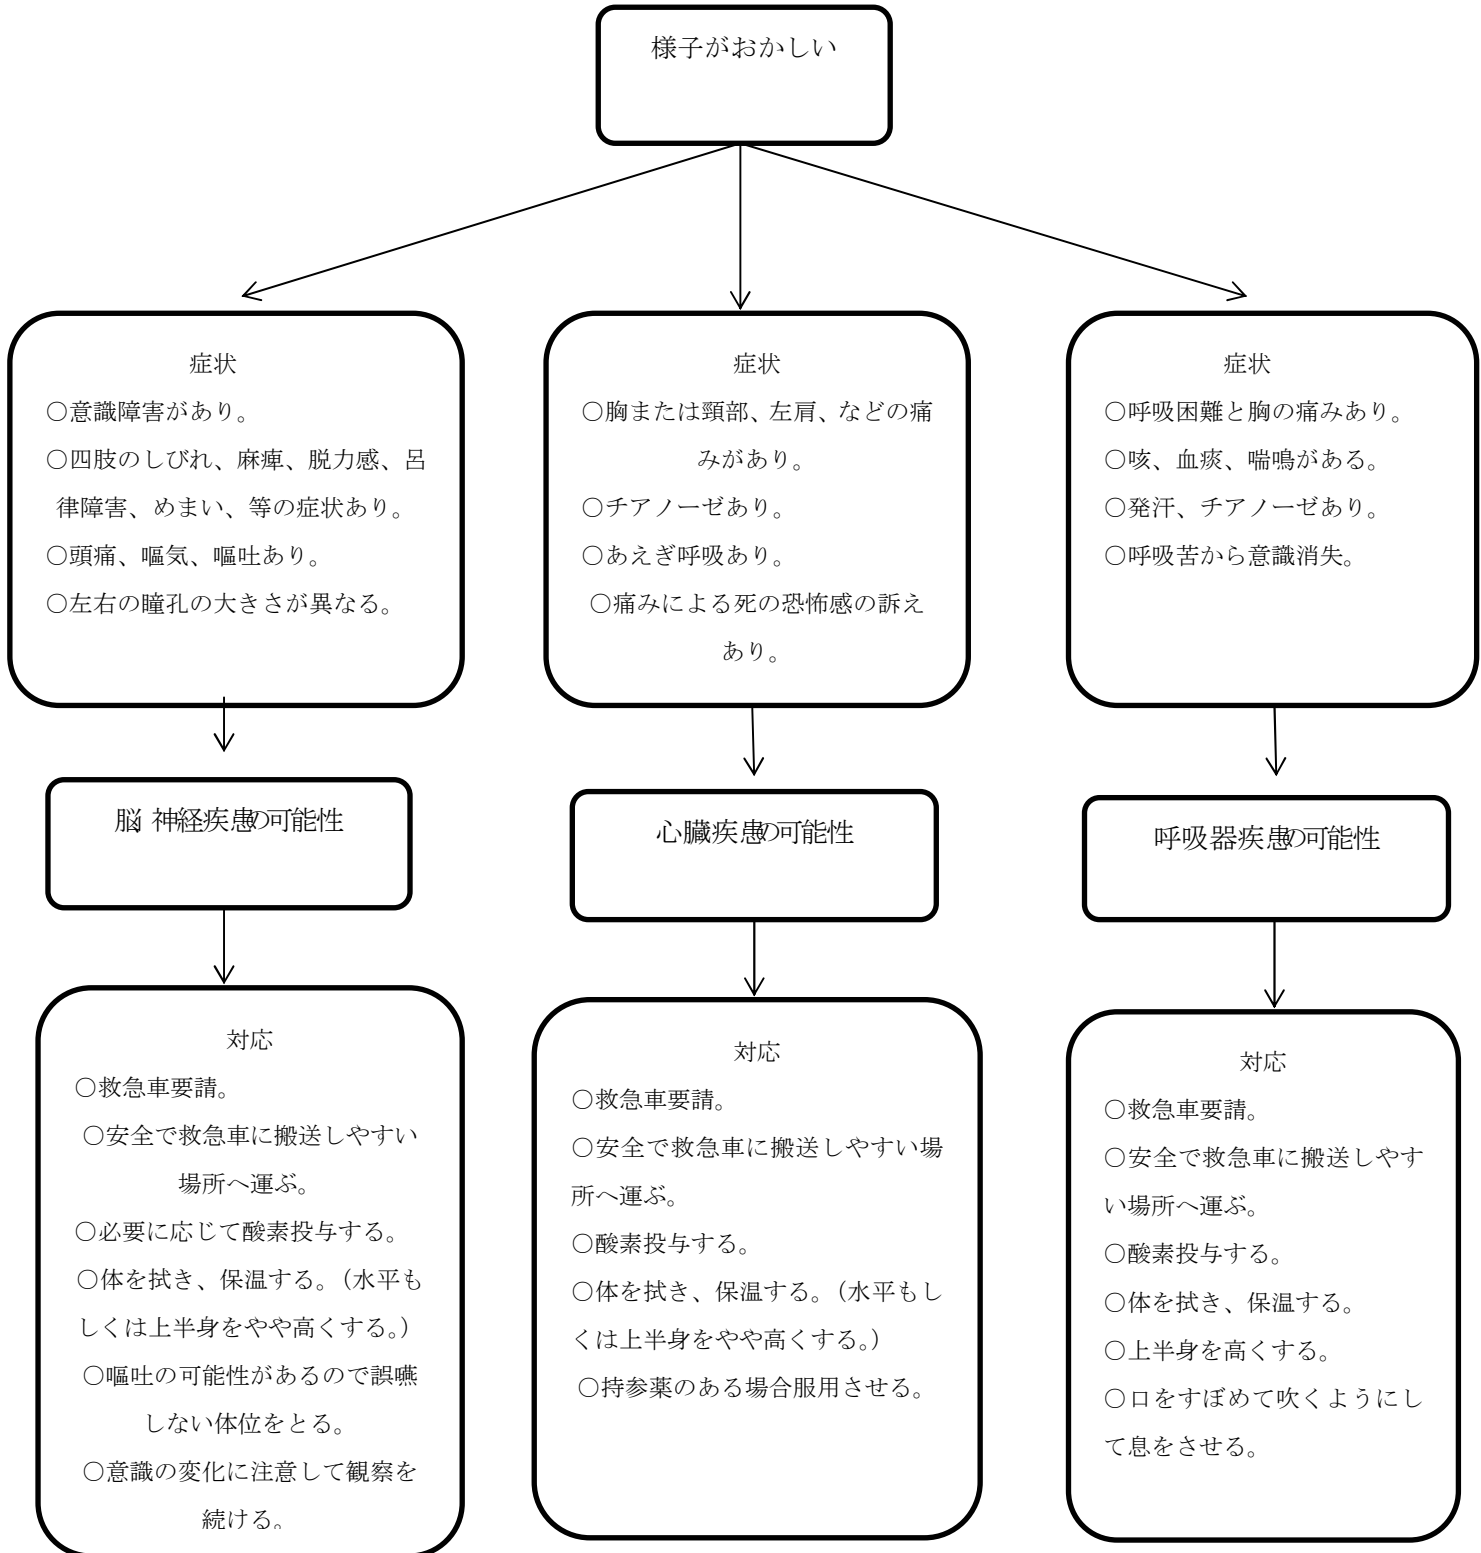 様子がおかしい
症状
○意識障害があり。
○四肢のしびれ、麻痺、脱力感、呂
律障害、めまい、等の症状あり。
○頭痛、嘔気、嘔吐あり。
○左右の瞳孔の大きさが異なる。
症状
○胸または頸部、左肩、などの痛
みがあり。
○チアノーゼあり。
○あえぎ呼吸あり。
○痛みによる死の恐怖感の訴え
あり。
症状
○呼吸困難と胸の痛みあり。
○咳、血痰、喘鳴がある。
○発汗、チアノーゼあり。
○呼吸苦から意識消失。
脳 神経疾患の可能性
心臓疾患の可能性
呼吸器疾患の可能性
対応
○救急車要請。
○安全で救急車に搬送しやすい
場所へ運ぶ。
○必要に応じて酸素投与する。
○体を拭き、保温する。（水平も
しくは上半身をやや高くする。）
○嘔吐の可能性があるので誤嚥
しない体位をとる。
○意識の変化に注意して観察を
続ける。
対応
○救急車要請。
○安全で救急車に搬送しやすい場
所へ運ぶ。
○酸素投与する。
○体を拭き、保温する。（水平もし
くは上半身をやや高くする。）
○持参薬のある場合服用させる。
対応
○救急車要請。
○安全で救急車に搬送しやす
い場所へ運ぶ。
○酸素投与する。
○体を拭き、保温する。
○上半身を高くする。
○口をすぼめて吹くようにし
て息をさせる。